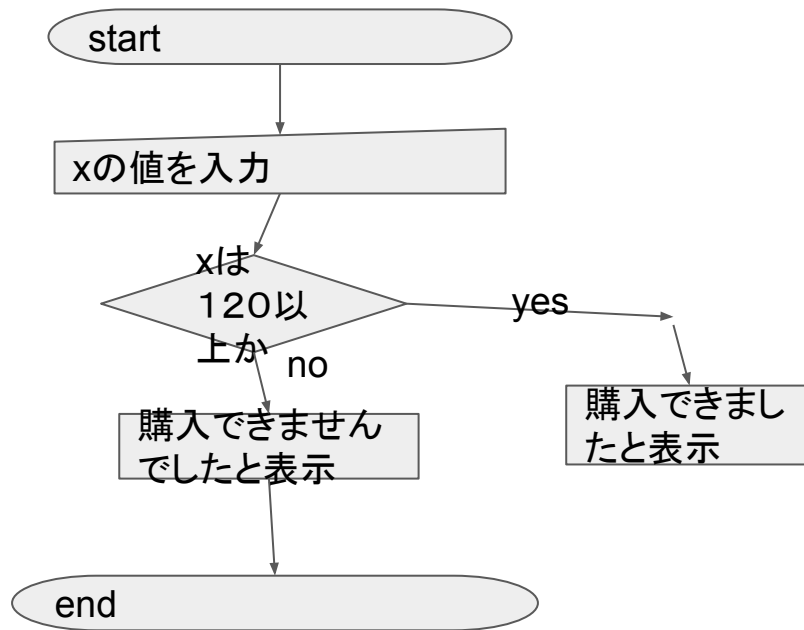 start
xの値を入力
xは
１２０以
上か
yes
no
購入できません
でしたと表示
購入できまし
たと表示
end